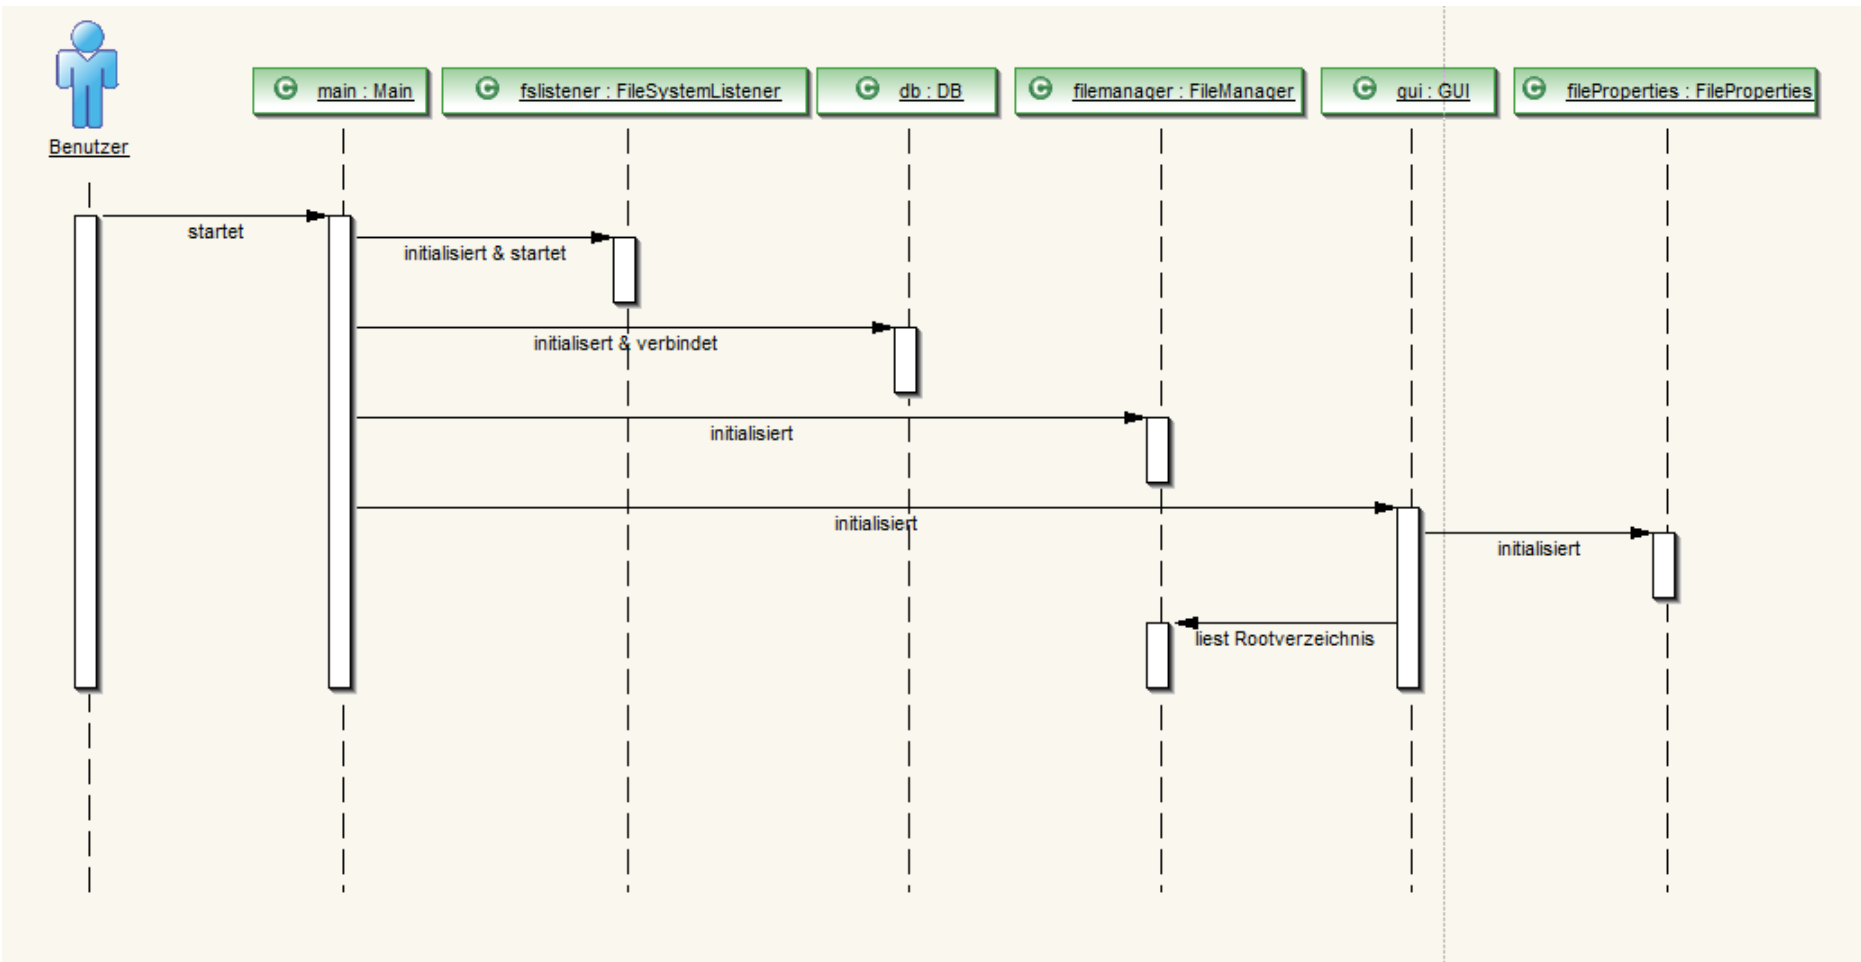 Benutzer
main : Main
fslistener : FileSystemListener
db : DB
filemanager : FileManager
gui : GUI
fileProperties : FileProperties
startet
initialisiert & startet
initialisert & verbindet
initialisiert
initialisiert
initialisiert
liest Rootverzeichnis